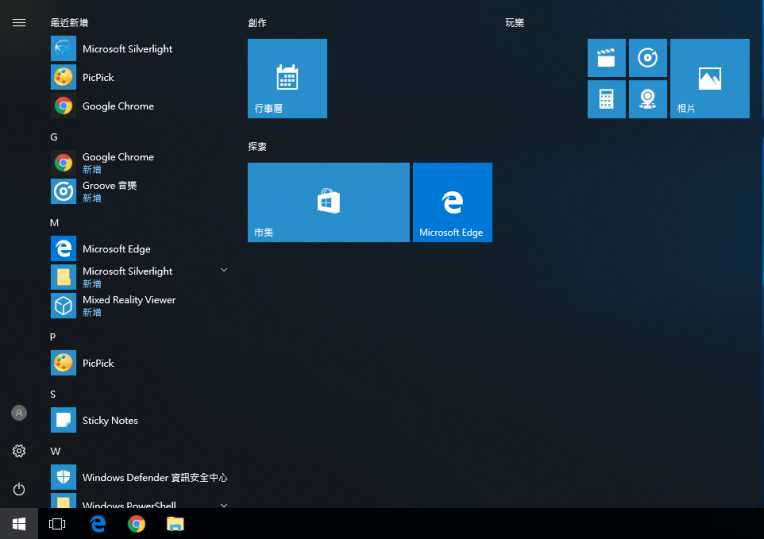 最近新增
Microsoft Silverlight
PicPick
Google Chrome
G
Google Chrome
新增
Groove 音樂
新增
M
Microsoft Edge
Microsoft Silverlight
新增
Mixed Reality Viewer
新增
P
PicPick
S
Sticky Notes
W
Windows Defender 資訊安全中心
Windows PowerShell
創作
行事曆
探索
市集
Microsoft Edge
玩樂
相片